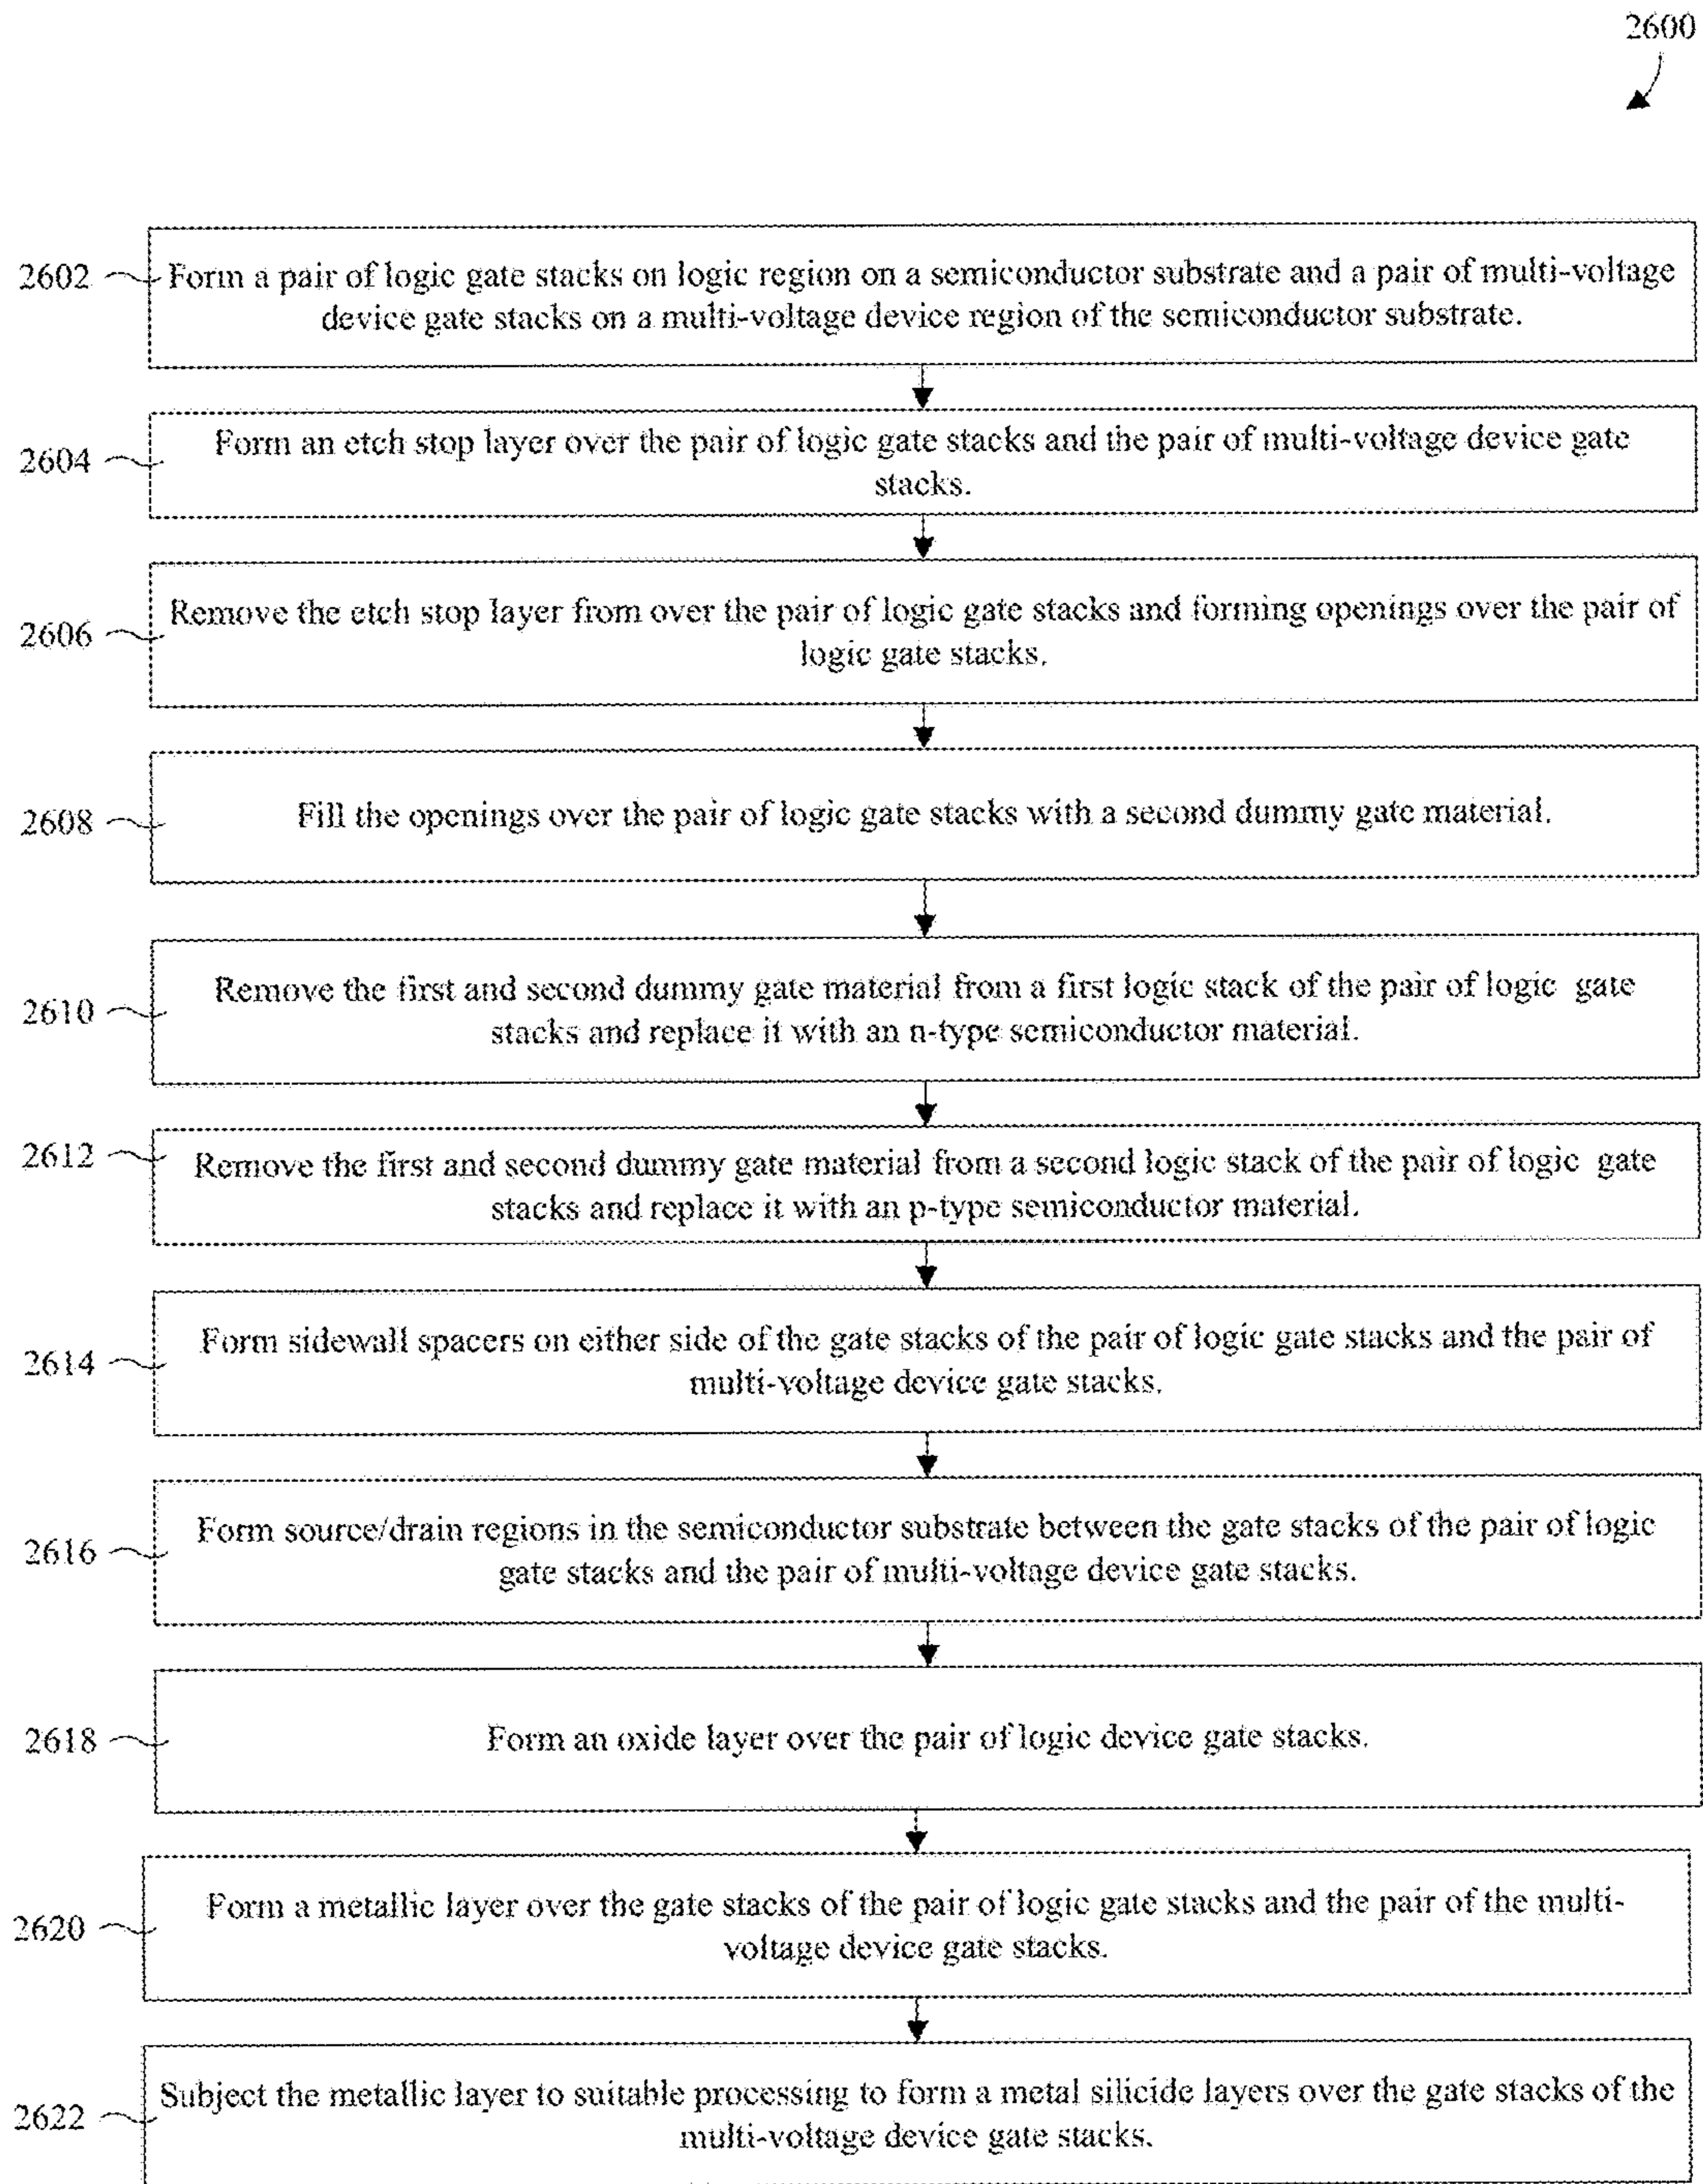 2600
2602
Form a pair of logic gate stacks on logic region on a semiconductor substrate and a pair of multi-voltage
device gate stacks on a multi-voltage device region of the semiconductor substrate.
2604
Form an etch stop layer over the pair of logic gate stacks and the pair of multi-voltage device gate
stacks.
2606
Remove the etch stop layer from over the pair of logic gate stacks and forming openings over the pair of
logic gate stacks.
2608
Fill the openings over the pair of logic gate stacks with a second dummy gate material.
2610
Remove the first and second dummy gate material from a first logic stack of the pair of logic gate
stacks and replace it with an n-type semiconductor material.
2612
Remove the first and second dummy gate material from a second logic stack of the pair of logic gate
stacks and replace it with an p-type semiconductor material.
2614
Form sidewall spacers on either side of the gate stacks of the pair of logic gate stacks and the pair of
multi-voltage device gate stacks.
2616
Form source/drain regions in the semiconductor substrate between the gate stacks of the pair of logic
gate stacks and the pair of multi-voltage device gate stacks.
2618
Form an oxide layer over the pair of logic device gate stacks.
2620
Form a metallic layer over the gate stacks of the pair of logic gate stacks and the pair of the multi-
voltage device gate stacks.
2622
Subject the metallic layer to suitable processing to form a metal silicide layers over the gate stacks of the
multi-voltage device gate stacks.